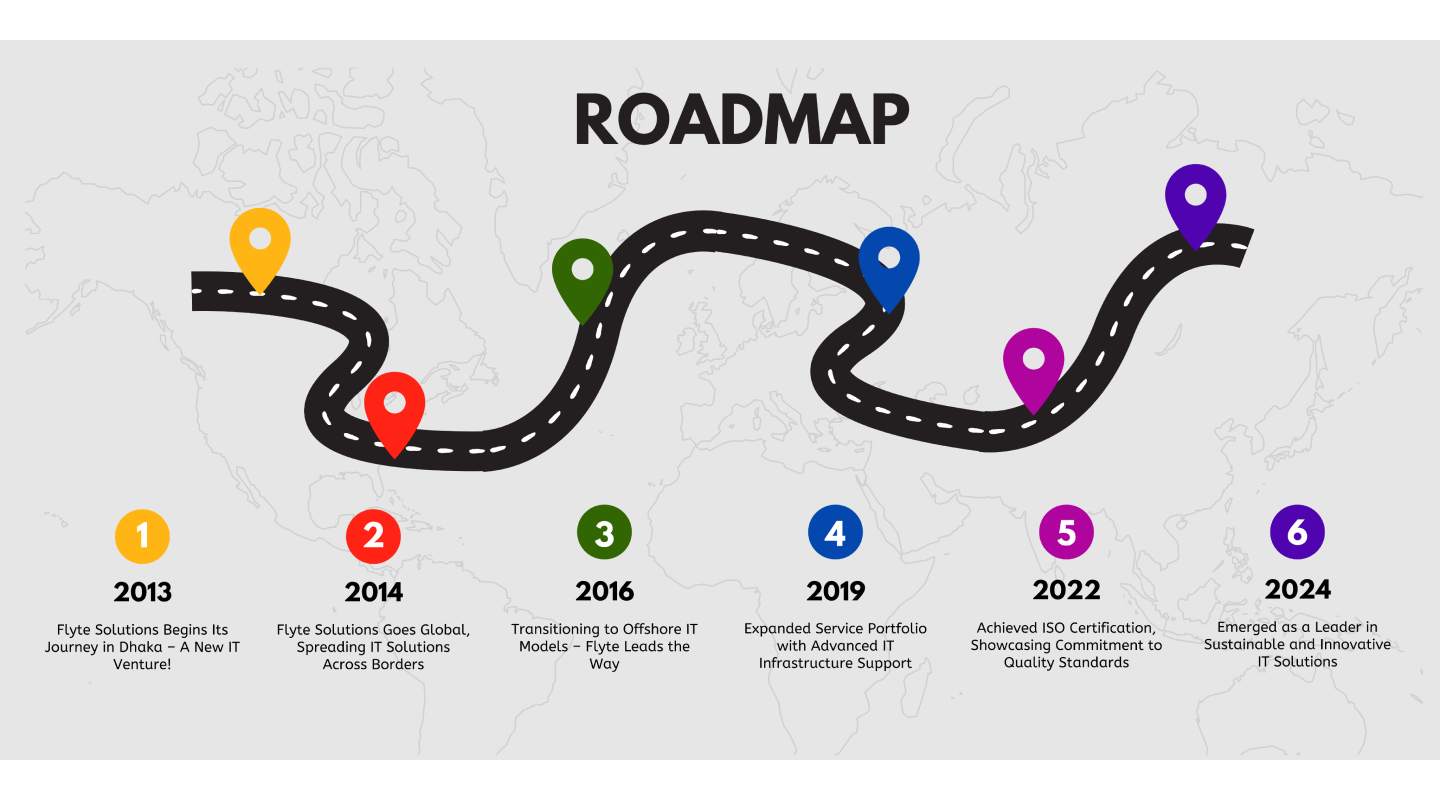 ROADMAP
1
2013
Flyte Solutions Begins Its
Journey in Dhaka – A New IT
Venture!
2
2014
Flyte Solutions Goes Global,
Spreading IT Solutions
Across Borders
3
2016
Transitioning to Offshore IT
Models – Flyte Leads the
Way
4
2019
Expanded Service Portfolio
with Advanced IT
Infrastructure Support
5
2022
Achieved ISO Certification,
Showcasing Commitment to
Quality Standards
6
2024
Emerged as a Leader in
Sustainable and Innovative
IT Solutions